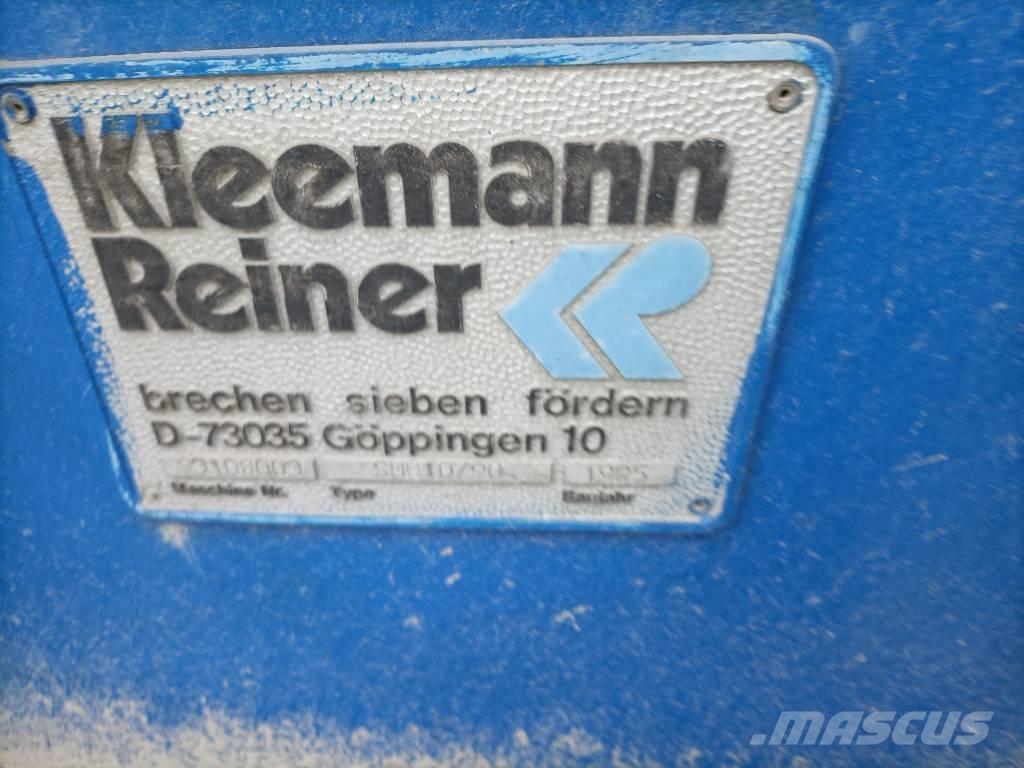 Kleemann
Reiner
brechen sieben fördern
D-73035 Göppingen 10
Maschine Nr. Type Baujahr
MASCUS